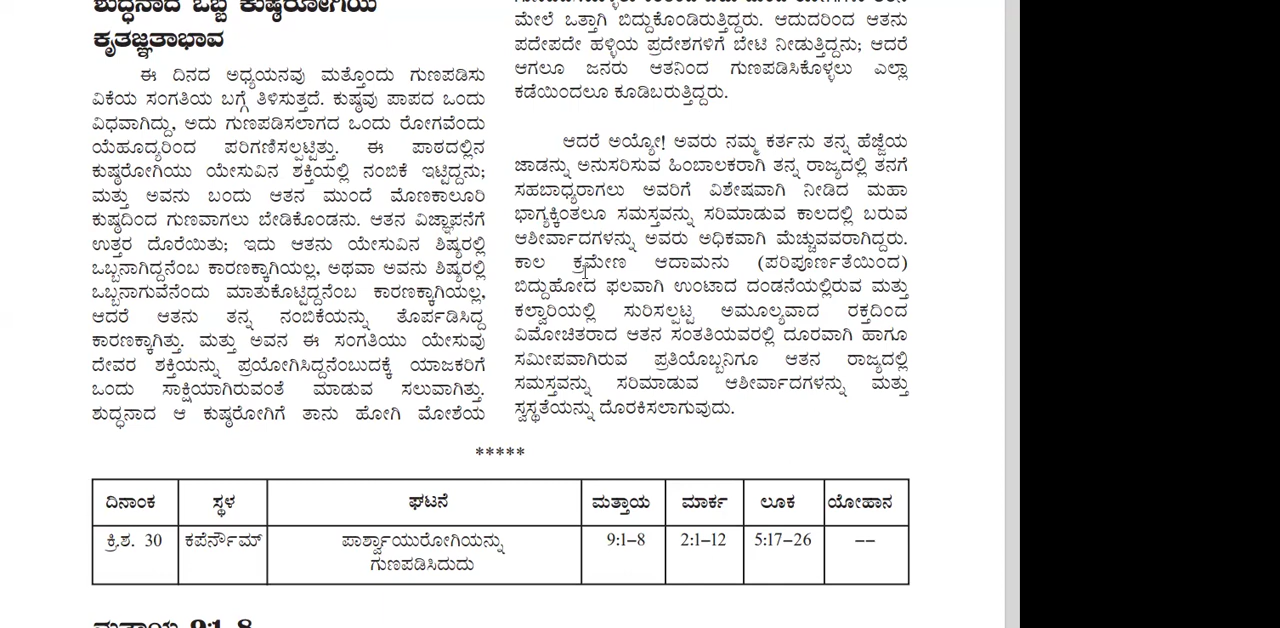 ಶುದ್ಧನಾದ ಒಬ್ಬ ಕುಷ್ಠರೋಗಿಯ
ಕೃತಜ್ಞತಾಭಾವ
ಈ ದಿನದ ಅಧ್ಯಯನವು ಮತ್ತೊಂದು ಗುಣಪಡಿಸು
ವಿಕೆಯ ಸಂಗತಿಯ ಬಗ್ಗೆ ತಿಳಿಸುತ್ತದೆ. ಕುಷ್ಠವು ಪಾಪದ ಒಂದು
ವಿಧವಾಗಿದ್ದು, ಅದು ಗುಣಪಡಿಸಲಾಗದ ಒಂದು ರೋಗವೆಂದು
ಯೆಹೂದ್ಯರಿಂದ ಪರಿಗಣಿಸಲ್ಪಟ್ಟಿತ್ತು. ಈ ಪಾಠದಲ್ಲಿನ
ಕುಷ್ಠರೋಗಿಯು ಯೇಸುವಿನ ಶಕ್ತಿಯಲ್ಲಿ ನಂಬಿಕೆ ಇಟ್ಟಿದ್ದನು;
ಮತ್ತು ಅವನು ಬಂದು ಆತನ ಮುಂದೆ ಮೊಣಕಾಲೂರಿ
ಕುಷ್ಠದಿಂದ ಗುಣವಾಗಲು ಬೇಡಿಕೊಂಡನು. ಆತನ ವಿಜ್ಞಾಪನೆಗೆ
ಉತ್ತರ ದೊರೆಯಿತು; ಇದು ಆತನು ಯೇಸುವಿನ ಶಿಷ್ಯರಲ್ಲಿ
ಒಬ್ಬನಾಗಿದ್ದನೆಂಬ ಕಾರಣಕ್ಕಾಗಿಯಲ್ಲ, ಅಥವಾ ಅವನು ಶಿಷ್ಯರಲ್ಲಿ
ಒಬ್ಬನಾಗುವೆನೆಂದು ಮಾತುಕೊಟ್ಟಿದ್ದನೆಂಬ ಕಾರಣಕ್ಕಾಗಿಯಲ್ಲ,
ಆದರೆ ಆತನು ತನ್ನ ನಂಬಿಕೆಯನ್ನು ತೊರ್ಪಡಿಸಿದ್ದ
ಕಾರಣಕ್ಕಾಗಿತ್ತು. ಮತ್ತು ಅವನ ಈ ಸಂಗತಿಯು ಯೇಸುವು
ದೇವರ ಶಕ್ತಿಯನ್ನು ಪ್ರಯೋಗಿಸಿದ್ದನೆಂಬುದಕ್ಕೆ ಯಾಜಕರಿಗೆ
ಒಂದು ಸಾಕ್ಷಿಯಾಗಿರುವಂತೆ ಮಾಡುವ ಸಲುವಾಗಿತ್ತು.
ಶುದ್ಧನಾದ ಆ ಕುಷ್ಠರೋಗಿಗೆ ತಾನು ಹೋಗಿ ಮೋಶೆಯ
ಮೇಲೆ ಒತ್ತಾಗಿ ಬಿದ್ದುಕೊಂಡಿರುತ್ತಿದ್ದರು. ಆದುದರಿಂದ ಆತನು
ಪದೇಪದೇ ಹಳ್ಳಿಯ ಪ್ರದೇಶಗಳಿಗೆ ಬೇಟಿ ನೀಡುತ್ತಿದ್ದನು; ಆದರೆ
ಆಗಲೂ ಜನರು ಆತನಿಂದ ಗುಣಪಡಿಸಿಕೊಳ್ಳಲು ಎಲ್ಲಾ
ಕಡೆಯಿಂದಲೂ ಕೂಡಿಬರುತ್ತಿದ್ದರು.
ಆದರೆ ಅಯ್ಯೋ! ಅವರು ನಮ್ಮ ಕರ್ತನು ತನ್ನ ಹೆಜ್ಜೆಯ
ಜಾಡನ್ನು ಅನುಸರಿಸುವ ಹಿಂಬಾಲಕರಾಗಿ ತನ್ನ ರಾಜ್ಯದಲ್ಲಿ ತನಗೆ
ಸಹಬಾಧ್ಯರಾಗಲು ಅವರಿಗೆ ವಿಶೇಷವಾಗಿ ನೀಡಿದ ಮಹಾ
ಭಾಗ್ಯಕ್ಕಿಂತಲೂ ಸಮಸ್ತವನ್ನು ಸರಿಮಾಡುವ ಕಾಲದಲ್ಲಿ ಬರುವ
ಆಶೀರ್ವಾದಗಳನ್ನು ಅವರು ಅಧಿಕವಾಗಿ ಮೆಚ್ಚುವವರಾಗಿದ್ದರು.
ಕಾಲ ಕ್ರಮೇಣ ಆದಾಮನು (ಪರಿಪೂರ್ಣತೆಯಿಂದ)
ಬಿದ್ದುಹೋದ ಫಲವಾಗಿ ಉಂಟಾದ ದಂಡನೆಯಲ್ಲಿರುವ ಮತ್ತು
ಕಲ್ವಾರಿಯಲ್ಲಿ ಸುರಿಸಲ್ಪಟ್ಟ ಅಮೂಲ್ಯವಾದ ರಕ್ತದಿಂದ
ವಿಮೋಚಿತರಾದ ಆತನ ಸಂತತಿಯವರಲ್ಲಿ ದೂರವಾಗಿ ಹಾಗೂ
ಸಮೀಪವಾಗಿರುವ ಪ್ರತಿಯೊಬ್ಬನಿಗೂ ಆತನ ರಾಜ್ಯದಲ್ಲಿ
ಸಮಸ್ತವನ್ನು ಸರಿಮಾಡುವ ಆಶೀರ್ವಾದಗಳನ್ನು ಮತ್ತು
ಸ್ವಸ್ಥತೆಯನ್ನು ದೊರಕಿಸಲಾಗುವುದು.
*****
ದಿನಾಂಕ ಸ್ಥಳ ಘಟನೆ ಮತ್ತಾಯ ಮಾರ್ಕ ಲೂಕ ಯೋಹಾನ
ಕ್ರಿ.ಶ. 30 ಕಪೆರ್ನೌಮ್ ಪಾರ್ಶ್ವಾಯುರೋಗಿಯನ್ನು 9:1–8 2:1–12 5:17–26 ––
ಗುಣಪಡಿಸಿದುದು
ಮತ್ತಾಯ 9:1-8